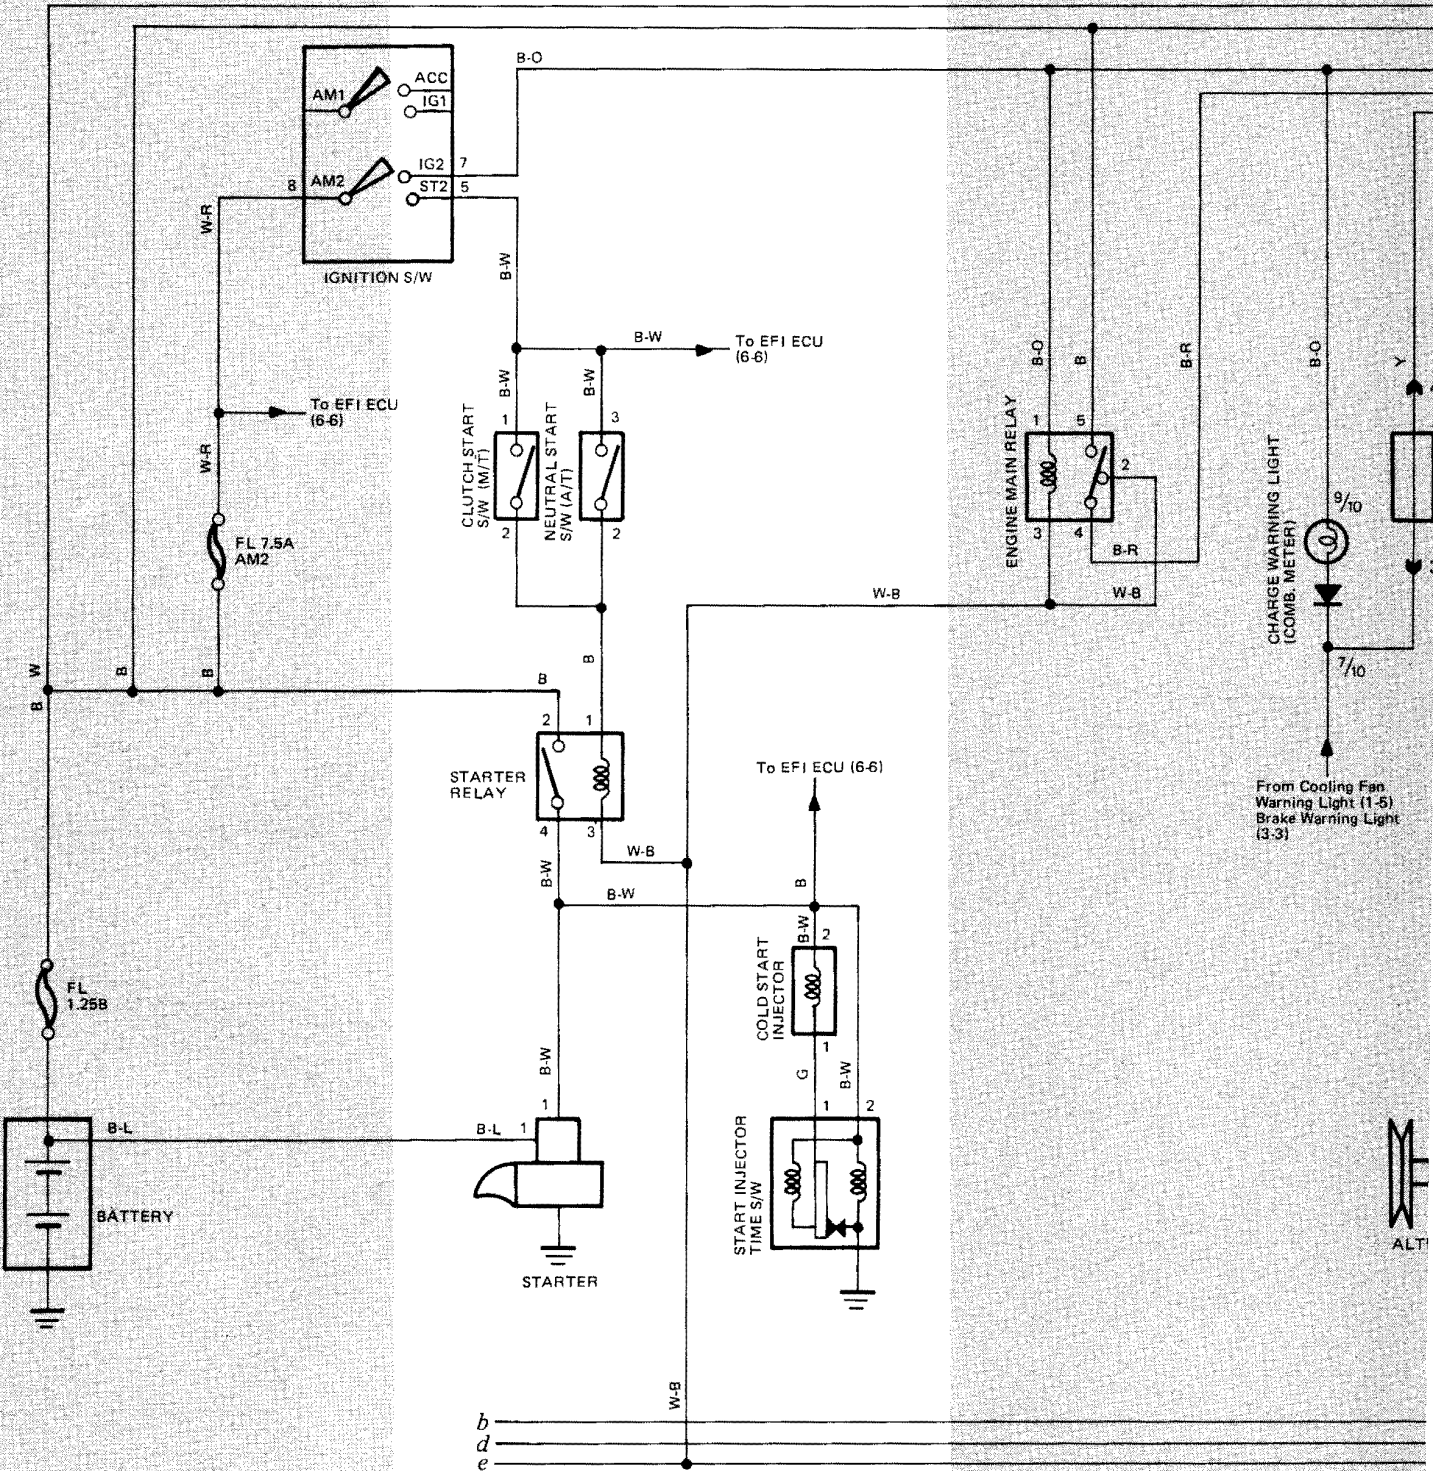 B-O
ACC
AM1
IG1
IG2 7
8 AM2
ST2 5
W-R
IGNITION S/W
B-W
B-W
To EFI ECU
(6-6)
B-O
B
B-R
B-O
Y
To EFI ECU
(6-6)
B-W
B-W
1
3
CLUTCH START
S/W (M/T)
NEUTRAL START
S/W (A/T)
2
2
W-R
FL 7.5A
AM2
1
5
2
ENGINE MAIN RELAY
3
4
B-R
W-B
W-B
9/10
CHARGE WARNING LIGHT
(COMB. METER)
7/10
W
B
B
B
B
B
2
1
STARTER
RELAY
4
3
W-B
B-W
B-W
To EFI ECU (6-6)
From Cooling Fan
Warning Light (1-5)
Brake Warning Light
(3-3)
B
B-W
2
COLD START
INJECTOR
1
G
B-W
FL
1.25B
B-W
1
B-L
B-L 1
1
2
START INJECTOR
TIME S/W
BATTERY
STARTER
ALT
W-B
b
d
e